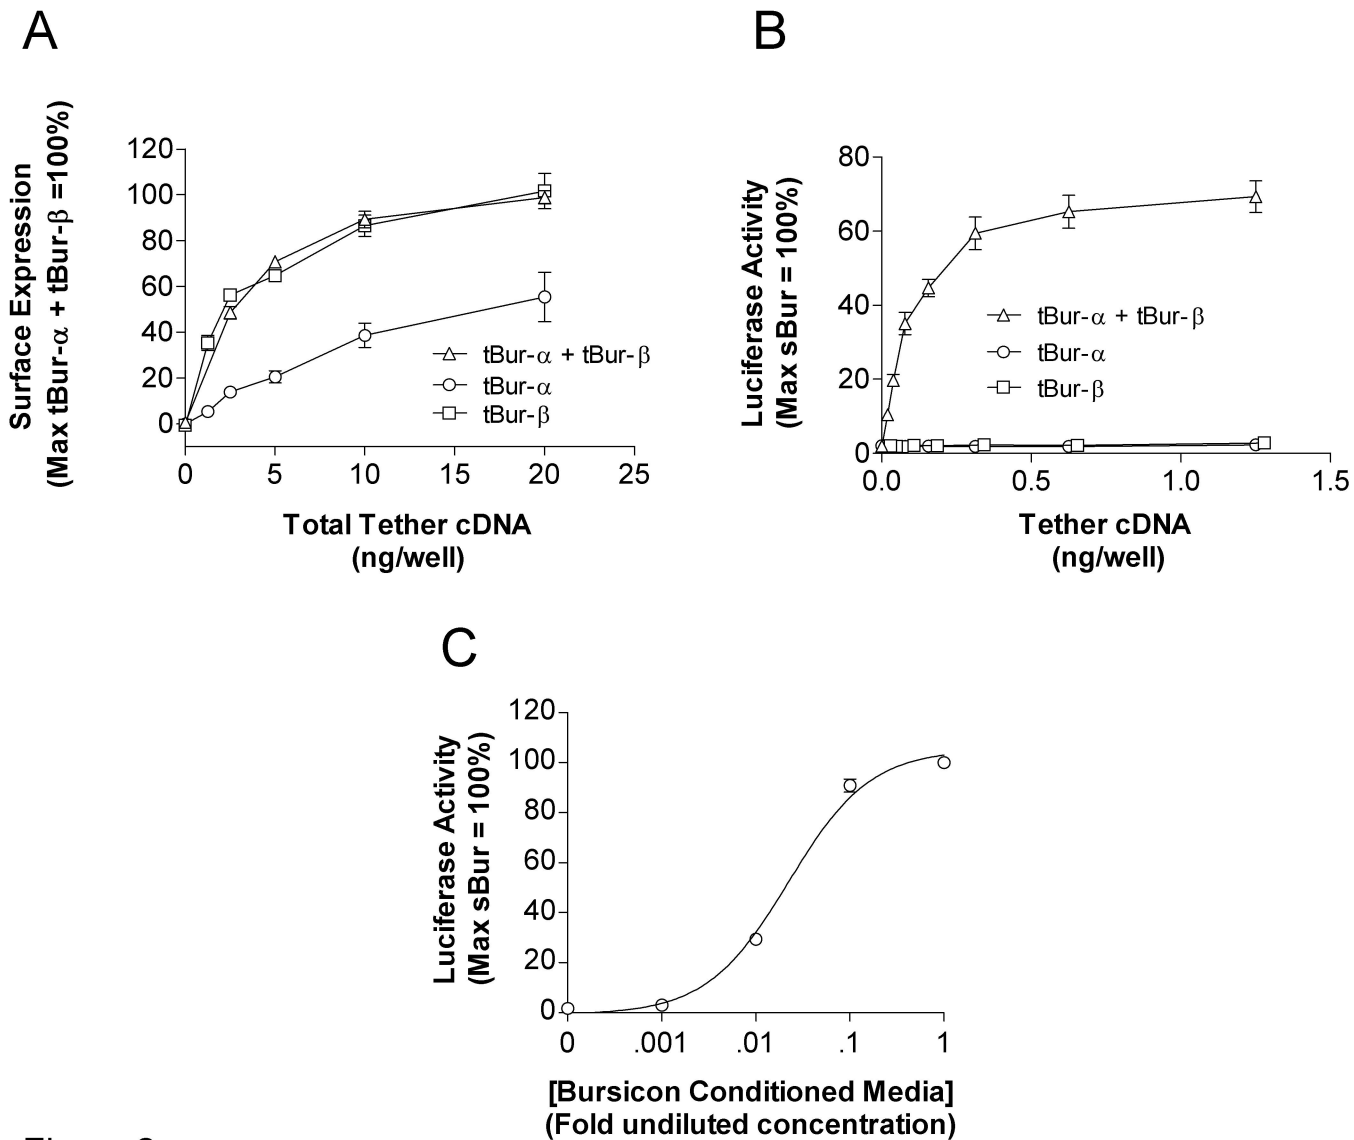 A
Surface Expression
(Max tBur-α + tBur-β =100%)
120
100
80
60
40
20
0
0 5 10 15 20 25
tBur-α + tBur-β
tBur-α
tBur-β
Total Tether cDNA
(ng/well)
B
Luciferase Activity
(Max sBur = 100%)
80
60
40
20
0
0.0 0.5 1.0 1.5
tBur-α + tBur-β
tBur-α
tBur-β
Tether cDNA
(ng/well)
C
Luciferase Activity
(Max sBur = 100%)
120
100
80
60
40
20
0
0 .001 .01 .1 1
[Bursicon Conditioned Media]
(Fold undiluted concentration)